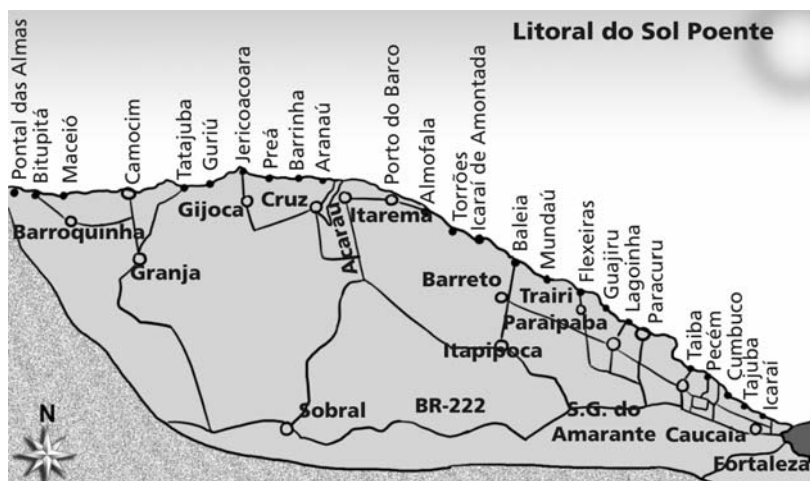 Litoral do Sol Poente
Pontal das Almas
Bitupitá
Maceió
Camocim
Tatajuba
Guriú
Jericoacoara
Preá
Barrinha
Aranaú
Porto do Barco
Almofala
Torrões
Icaraí de Amontada
Baleia
Mundaú
Flexeiras
Guajiru
Lagoinha
Paracuru
Taiba
Pecém
Cumbuco
Tajuba
Icaraí
Barroquinha
Granja
Gijoca
Cruz
Acaraú
Itarema
Barreto
Trairi
Paraipaba
Itapipoca
Sobral
BR-222
S.G. do
Amarante
Caucaia
Fortaleza
N